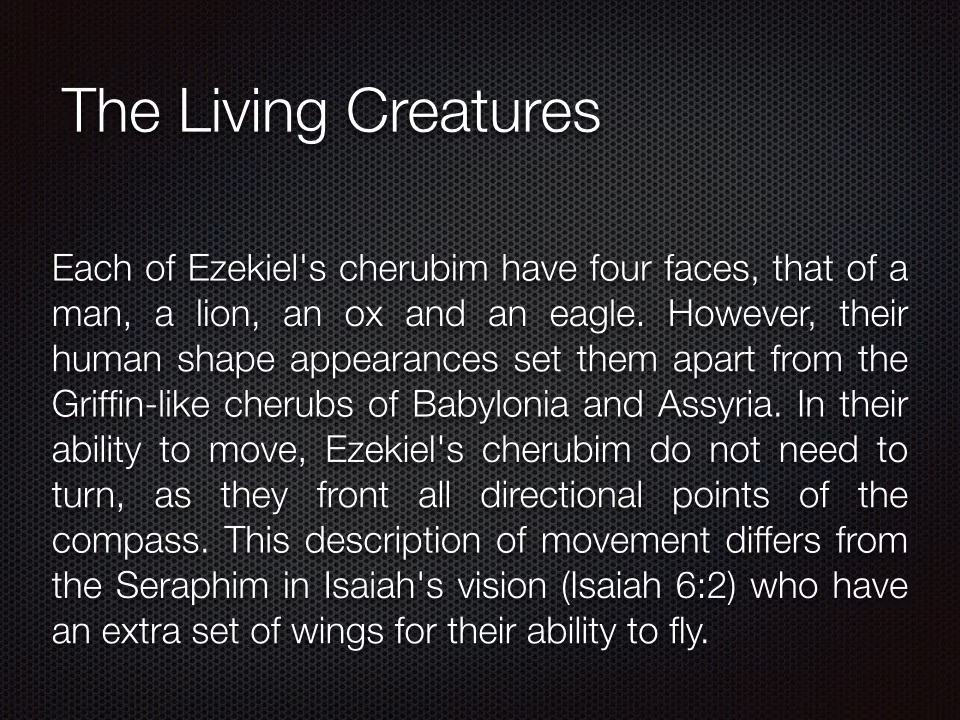 The Living Creatures
Each of Ezekiel's cherubim have four faces, that of a
man, a lion, an ox and an eagle. However, their
human shape appearances set them apart from the
Griffin-like cherubs of Babylonia and Assyria. In their
ability to move, Ezekiel's cherubim do not need to
turn, as they front all directional points of the
compass. This description of movement differs from
the Seraphim in Isaiah's vision (Isaiah 6:2) who have
an extra set of wings for their ability to fly.